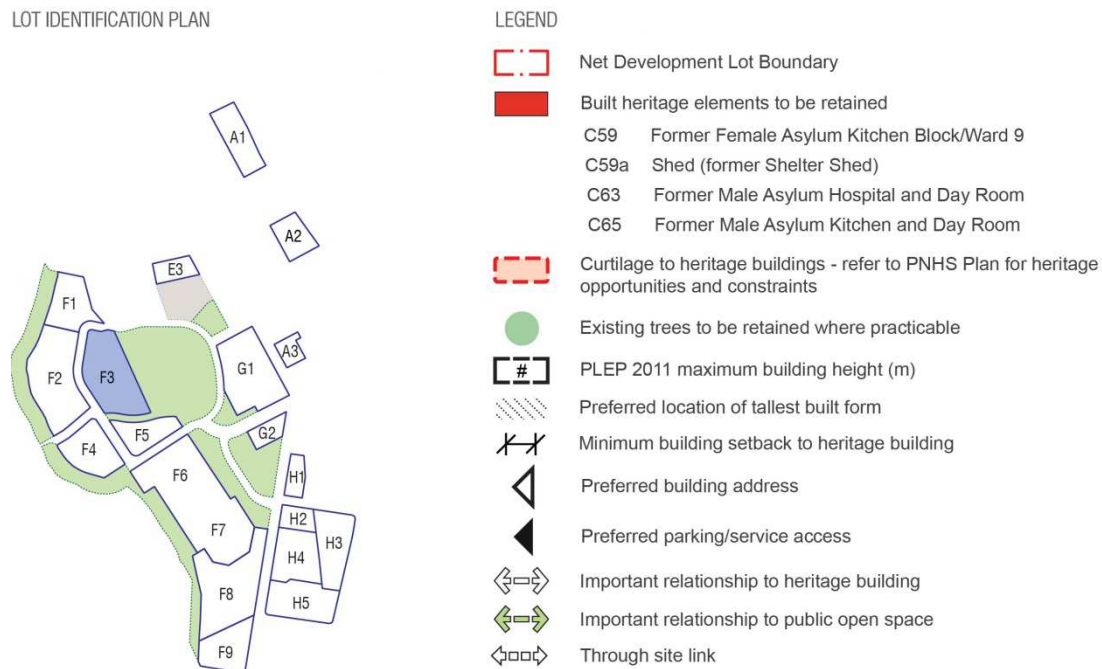 LOT IDENTIFICATION PLAN
A1
A2
E3
F1
A3
G1
F2
F3
F5
G2
F4
F6
H1
H2
F7
H3
H4
F8
H5
F9
LEGEND
Net Development Lot Boundary
Built heritage elements to be retained
C59 Former Female Asylum Kitchen Block/Ward 9
C59a Shed (former Shelter Shed)
C63 Former Male Asylum Hospital and Day Room
C65 Former Male Asylum Kitchen and Day Room
Curtilage to heritage buildings - refer to PNHS Plan for heritage
opportunities and constraints
Existing trees to be retained where practicable
# PLEP 2011 maximum building height (m)
Preferred location of tallest built form
Minimum building setback to heritage building
Preferred building address
Preferred parking/service access
Important relationship to heritage building
Important relationship to public open space
Through site link